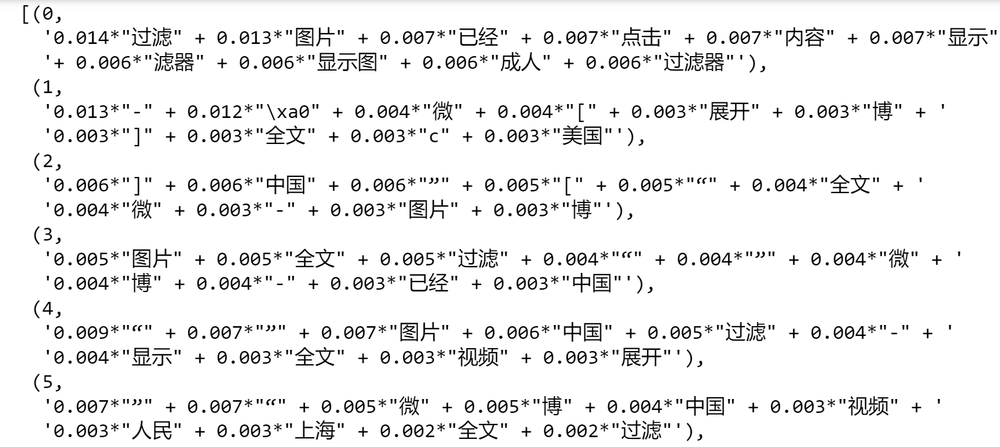 [(0,
'0.014*"过滤" + 0.013*"图片" + 0.007*"已经" + 0.007*"点击" + 0.007*"内容" + 0.007*"显示"
'+ 0.006*"滤器" + 0.006*"显示图" + 0.006*"成人" + 0.006*"过滤器"'),
(1,
'0.013*"-" + 0.012*"\xa0" + 0.004*"微" + 0.004*"[" + 0.003*"展开" + 0.003*"博" + '
'0.003*"]" + 0.003*"全文" + 0.003*"c" + 0.003*"美国"'),
(2,
'0.006*"]" + 0.006*"中国" + 0.006*"”" + 0.005*"[" + 0.005*"“" + 0.004*"全文" + '
'0.004*"微" + 0.003*"-" + 0.003*"图片" + 0.003*"博"'),
(3,
'0.005*"图片" + 0.005*"全文" + 0.005*"过滤" + 0.004*"“" + 0.004*"”" + 0.004*"微" + '
'0.004*"博" + 0.004*"-" + 0.003*"已经" + 0.003*"中国"'),
(4,
'0.009*"“" + 0.007*"”" + 0.007*"图片" + 0.006*"中国" + 0.005*"过滤" + 0.004*"-" + '
'0.004*"显示" + 0.003*"全文" + 0.003*"视频" + 0.003*"展开"'),
(5,
'0.007*"”" + 0.007*"“" + 0.005*"微" + 0.005*"博" + 0.004*"中国" + 0.003*"视频" + '
'0.003*"人民" + 0.003*"上海" + 0.002*"全文" + 0.002*"过滤"'),